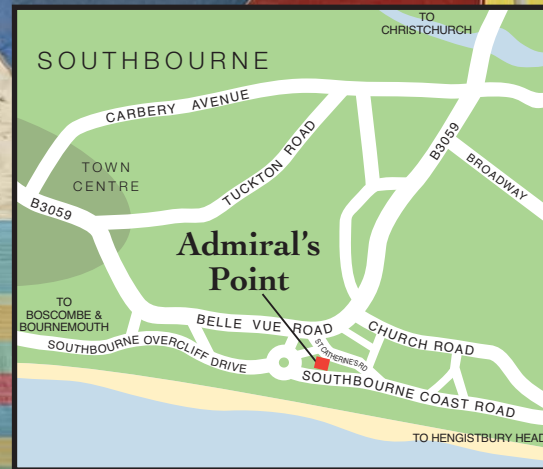 TO
CHRISTCHURCH
SOUTHBOURNE
CARBERY AVENUE
B3059
TUCKTON ROAD
BROADWAY
TOWN
CENTRE
B3059
Admiral's
Point
TO
BOSCOMBE &
BOURNEMOUTH
BELLE VUE ROAD
CHURCH ROAD
SOUTHBOURNE OVERCLIFF DRIVE
ST CATHERINE'S RD
SOUTHBOURNE COAST ROAD
TO HENGISTBURY HEAD